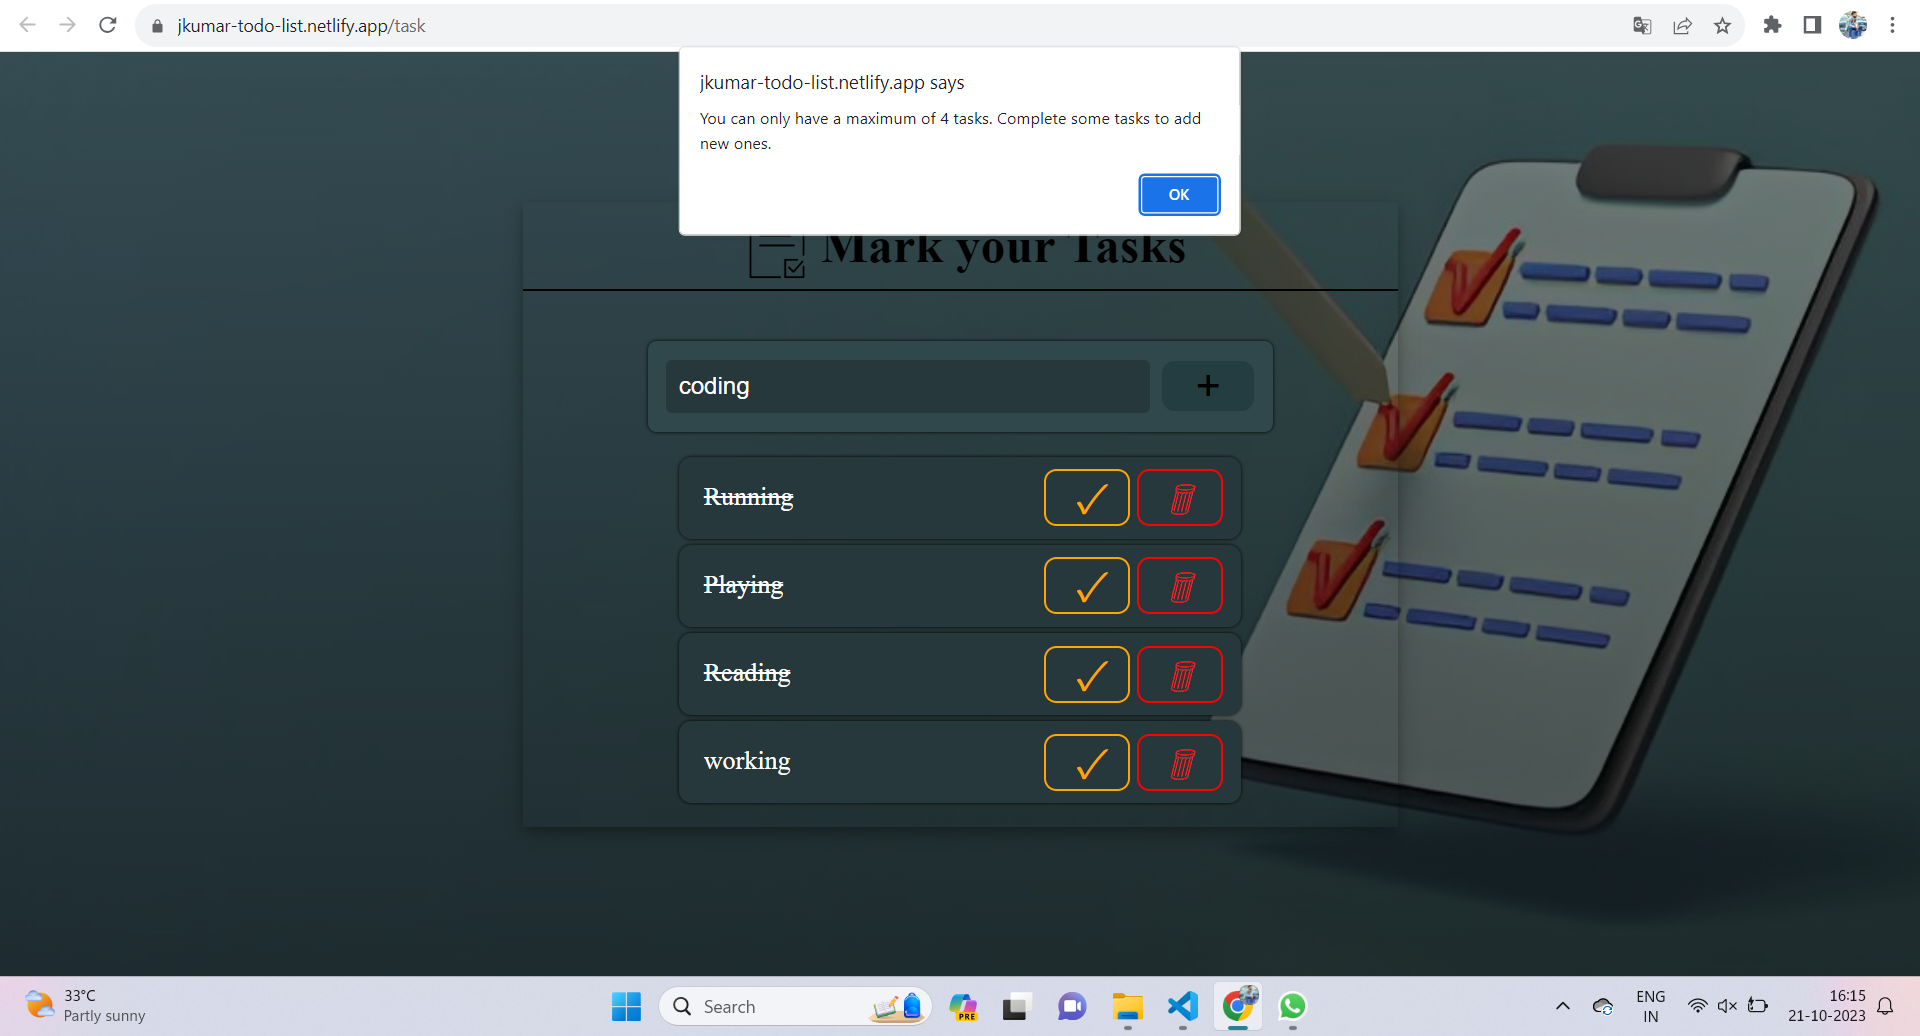 jkumar-todo-list.netlify.app/task
jkumar-todo-list.netlify.app says
You can only have a maximum of 4 tasks. Complete some tasks to add
new ones.
OK
Mark your Tasks
coding
+
Running
Playing
Reading
working
33°C
Partly sunny
Search
PRE
ENG
IN
16:15
21-10-2023